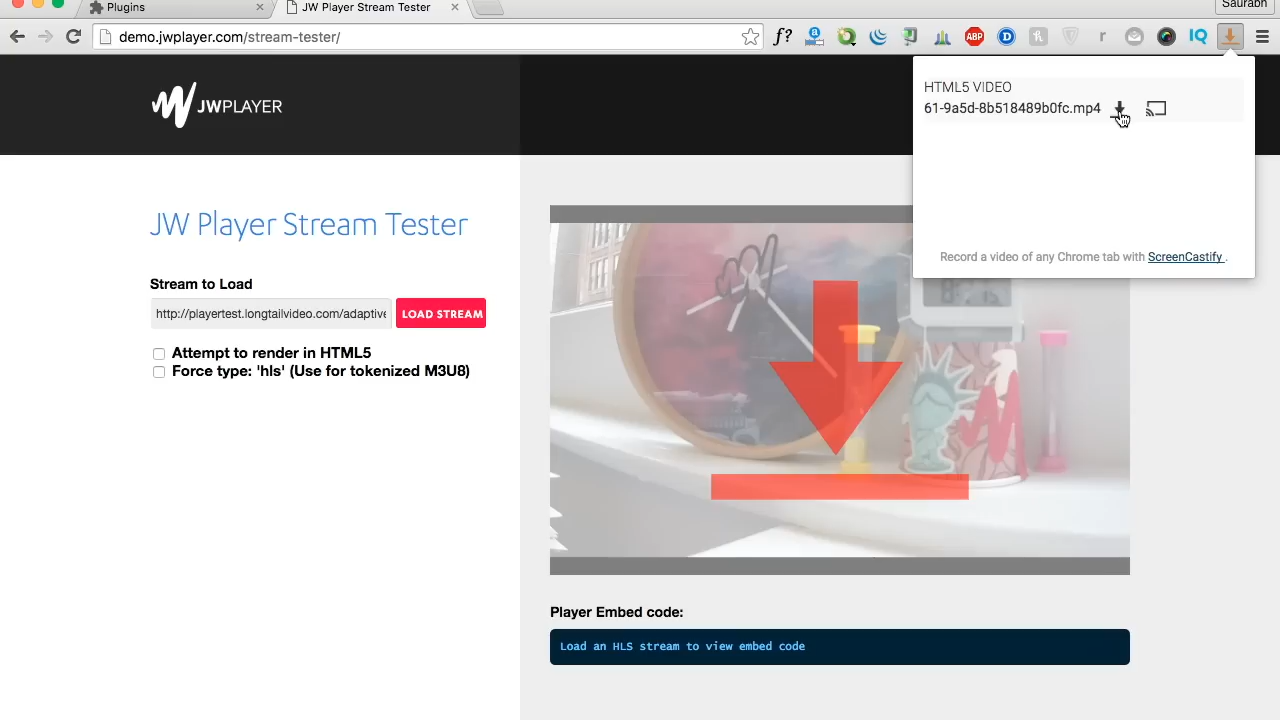 Plugins
JW Player Stream Tester
Saurabh
demo.jwplayer.com/stream-tester/
f?
a
ABP
D
r
IQ
HTML5 VIDEO
61-9a5d-8b518489b0fc.mp4
JWPLAYER
JW Player Stream Tester
Stream to Load
http://playertest.longtailvideo.com/adaptive
LOAD STREAM
Attempt to render in HTML5
Force type: 'hls' (Use for tokenized M3U8)
Record a video of any Chrome tab with ScreenCastify .
Player Embed code:
Load an HLS stream to view embed code